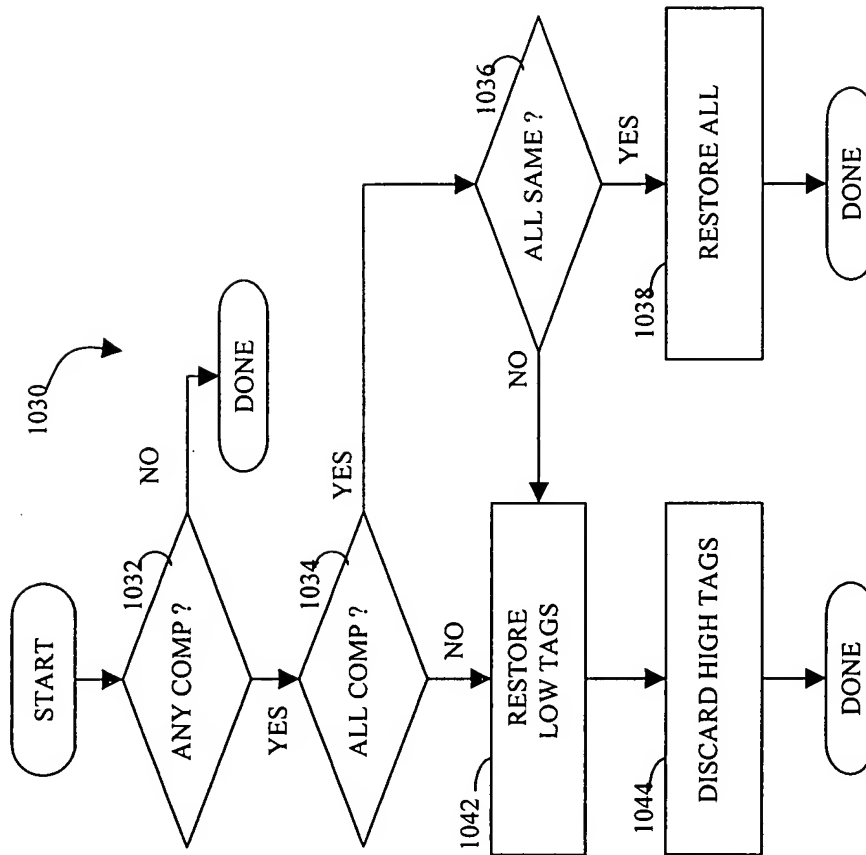 1030
START
ANY COMP ?
1032
NO
DONE
YES
ALL COMP ?
1034
YES
NO
ALL SAME ?
1036
NO
YES
1042
RESTORE
LOW TAGS
1038
RESTORE ALL
1044
DISCARD HIGH TAGS
DONE
DONE